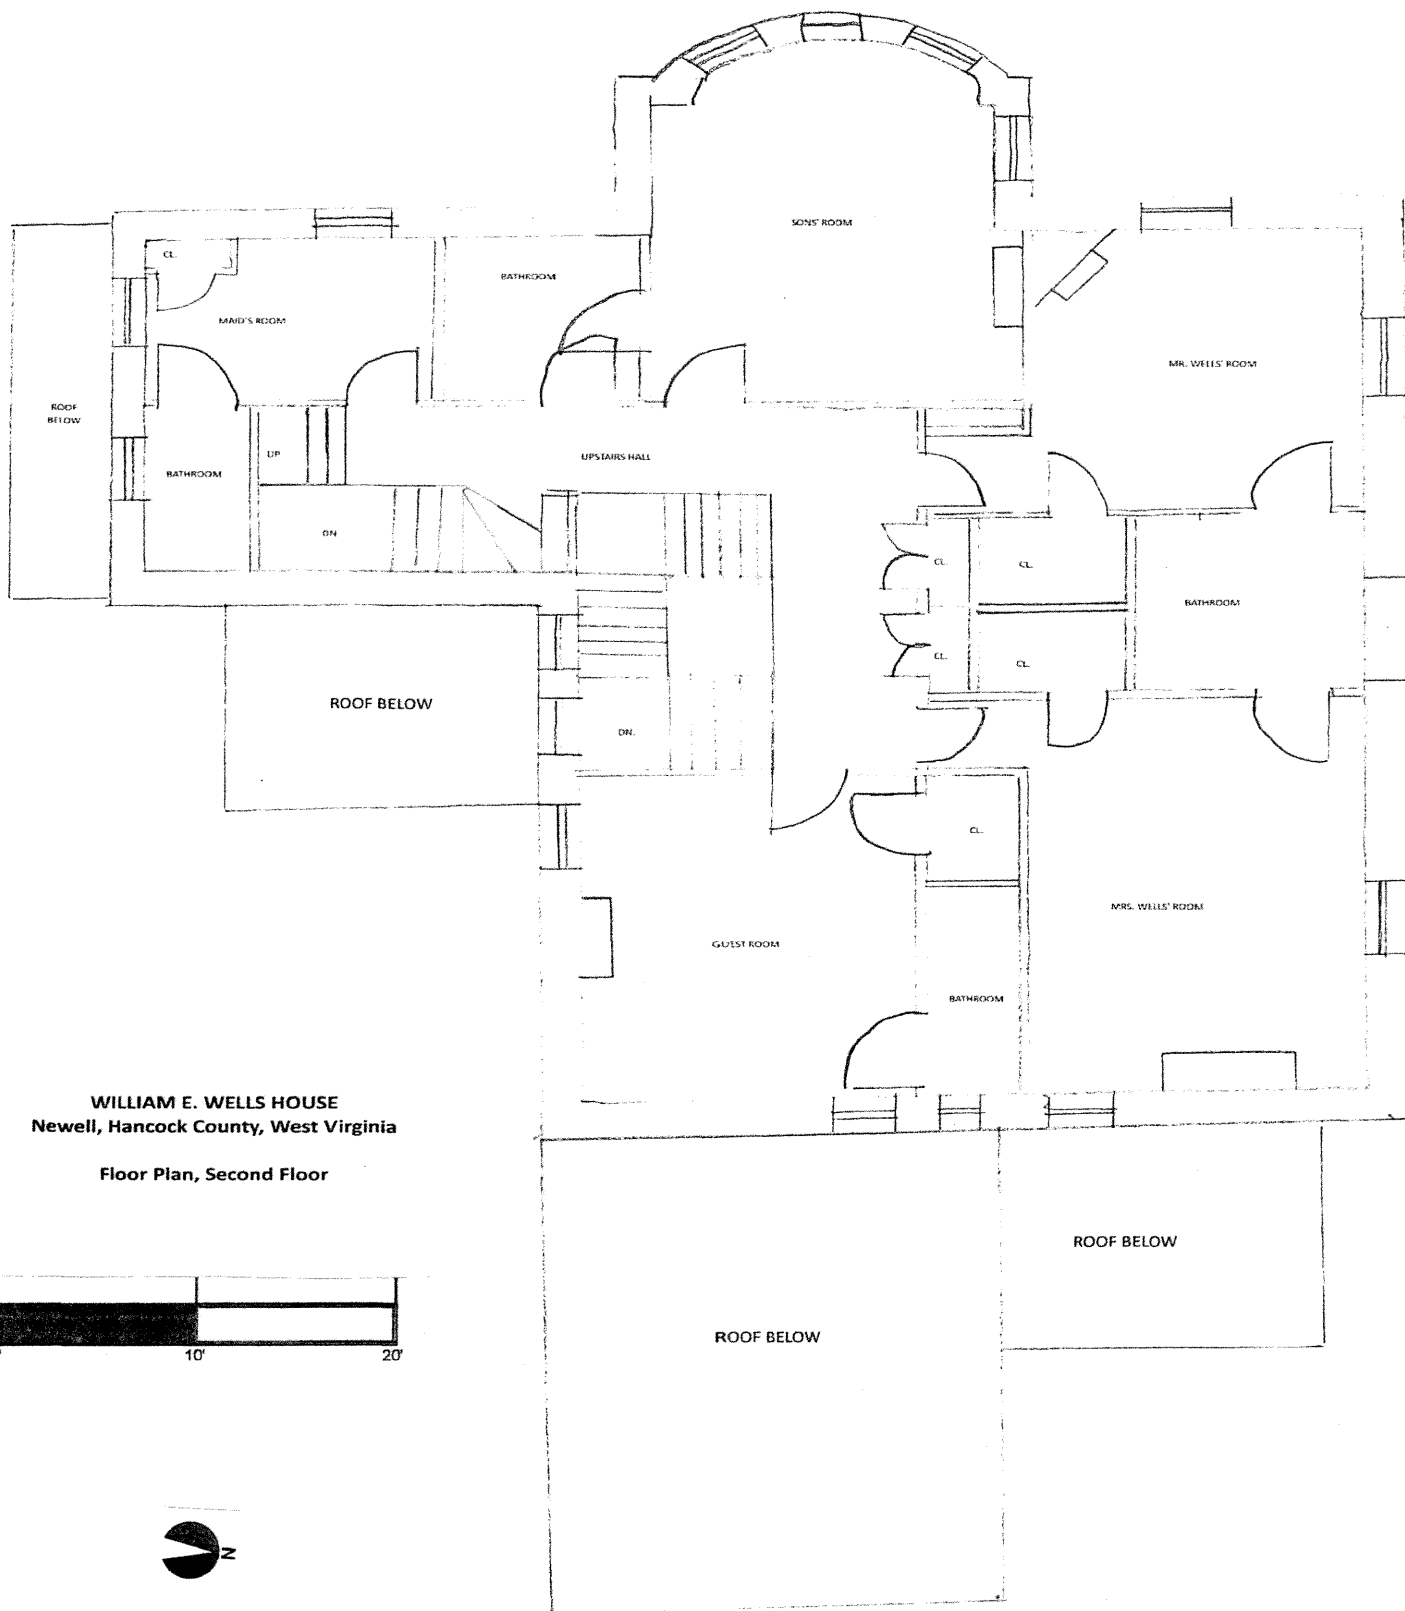 SONS' ROOM
CL.
BATHROOM
MAID'S ROOM
MR. WELLS' ROOM
ROOF
BELOW
UP
UPSTAIRS HALL
BATHROOM
DN
CL.
CL.
BATHROOM
CL.
CL.
ROOF BELOW
DN.
CL.
MRS. WELLS' ROOM
GUEST ROOM
BATHROOM
WILLIAM E. WELLS HOUSE
Newell, Hancock County, West Virginia
Floor Plan, Second Floor
ROOF BELOW
ROOF BELOW
10'
20'
N